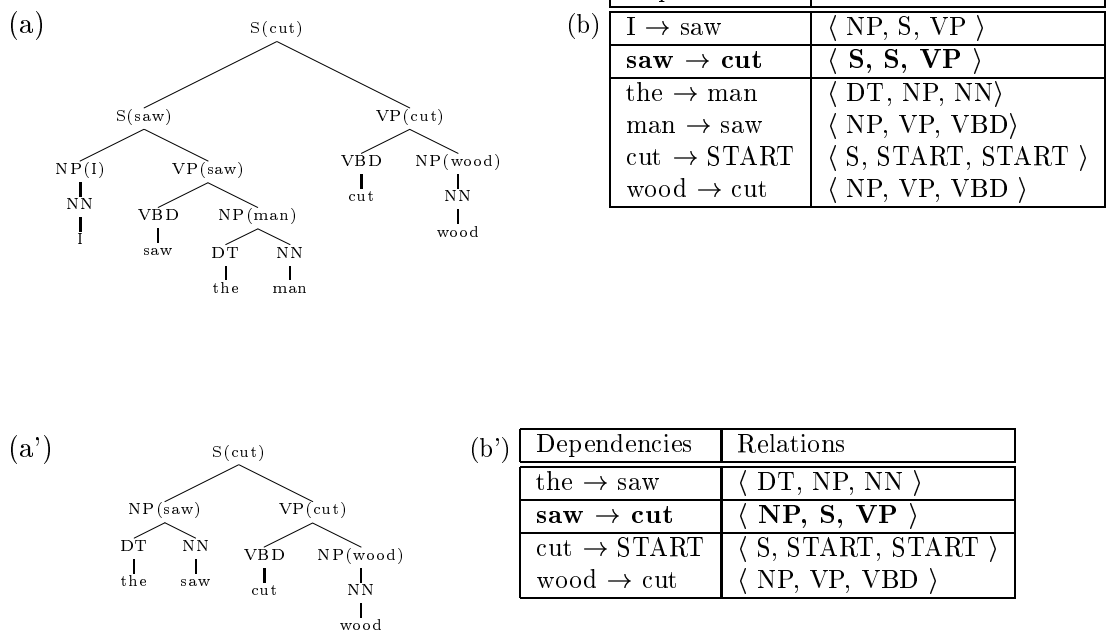 (a)
S(cut)
S(saw) VP(cut)
NP(I) VP(saw) VBD NP(wood)
NN VBD NP(man) cut NN
I saw DT NN wood
the man
(b)
I → saw ⟨ NP, S, VP ⟩
saw → cut ⟨ S, S, VP ⟩
the → man ⟨ DT, NP, NN⟩
man → saw ⟨ NP, VP, VBD⟩
cut → START ⟨ S, START, START ⟩
wood → cut ⟨ NP, VP, VBD ⟩
(a')
S(cut)
NP(saw) VP(cut)
DT NN VBD NP(wood)
the saw cut NN
wood
(b')
Dependencies Relations
the → saw ⟨ DT, NP, NN ⟩
saw → cut ⟨ NP, S, VP ⟩
cut → START ⟨ S, START, START ⟩
wood → cut ⟨ NP, VP, VBD ⟩